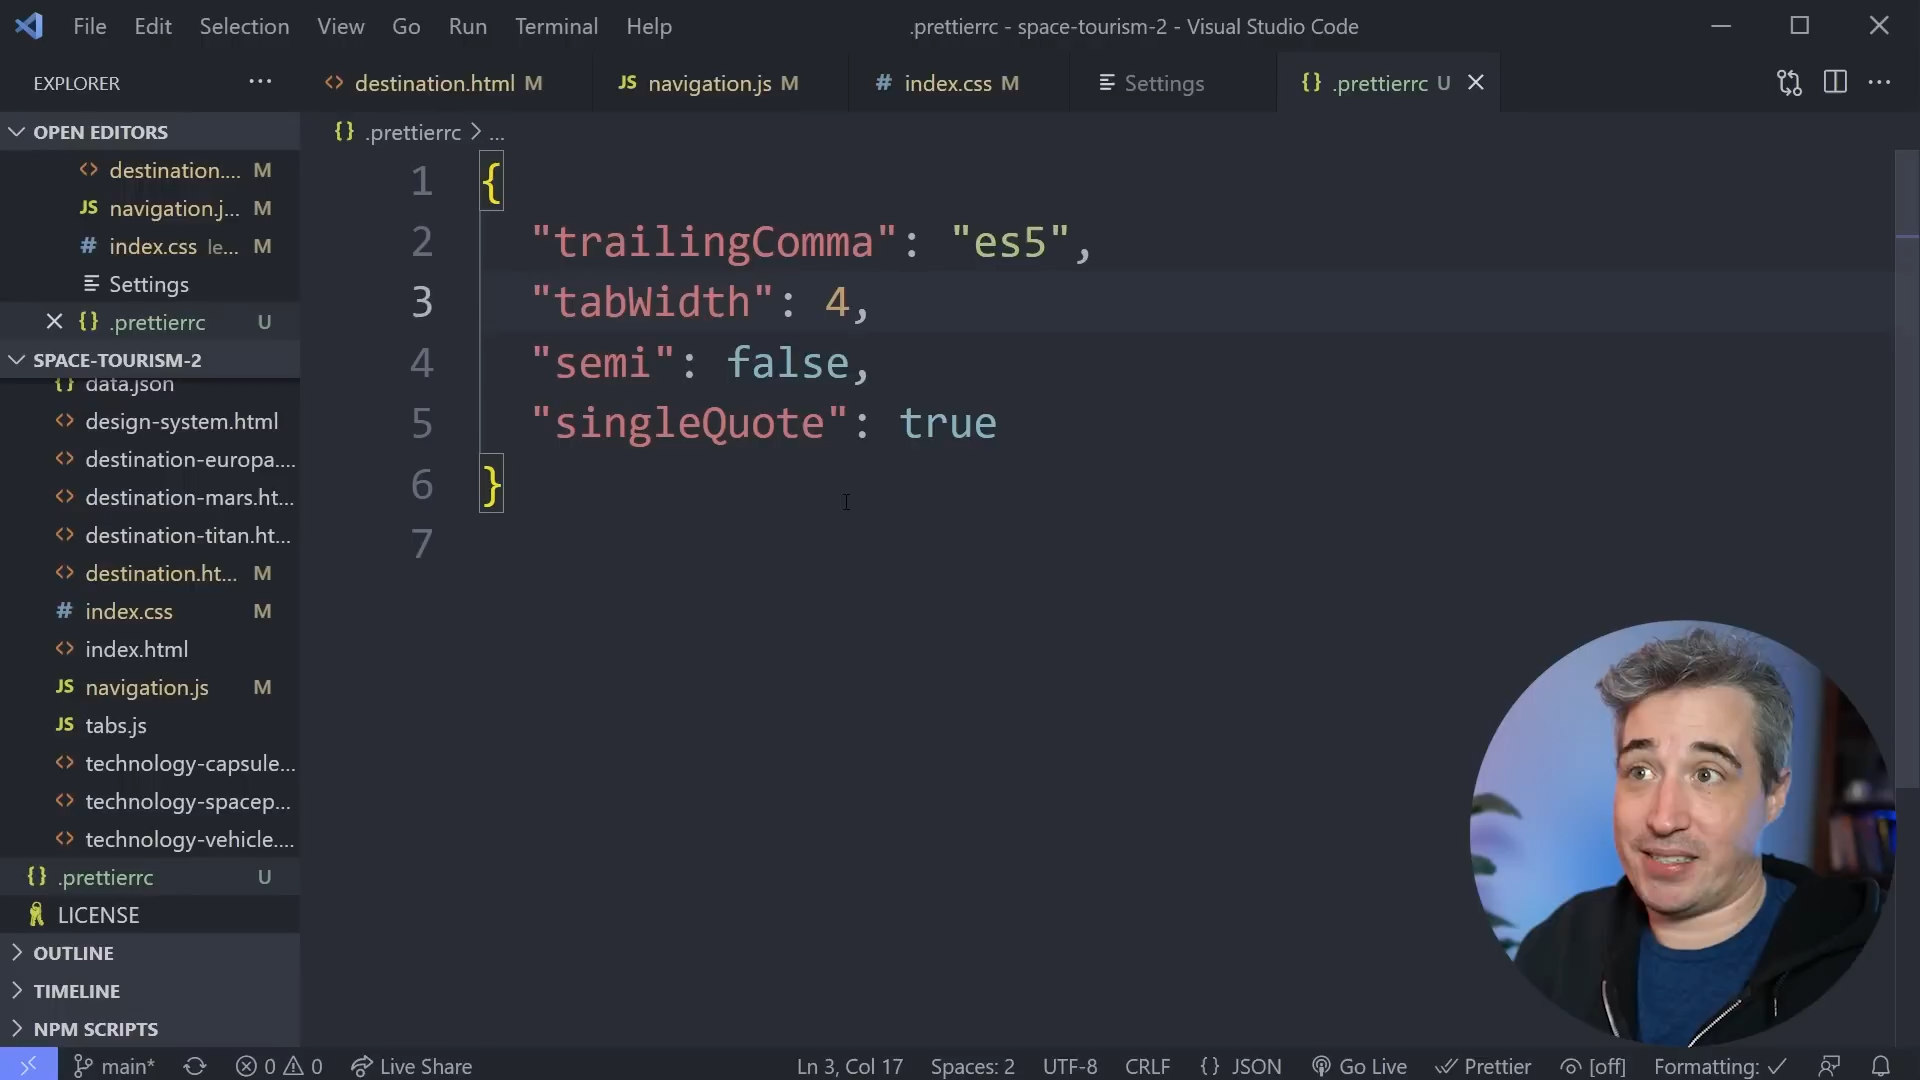 File Edit Selection View Go Run Terminal Help .prettierrc - space-tourism-2 - Visual Studio Code
EXPLORER ...
destination.html M
JS navigation.js M
# index.css M
Settings
{} .prettierrc U
OPEN EDITORS
<> destination.... M
JS navigation.j... M
# index.css le... M
Settings
{} .prettierrc U
SPACE-TOURISM-2
{} data.json
<> design-system.html
<> destination-europa....
<> destination-mars.ht...
<> destination-titan.ht...
<> destination.ht... M
# index.css M
<> index.html
JS navigation.js M
JS tabs.js
<> technology-capsule...
<> technology-spacep...
<> technology-vehicle....
{} .prettierrc U
LICENSE
OUTLINE
TIMELINE
NPM SCRIPTS
{} .prettierrc > ...
1 {
2 "trailingComma": "es5",
3 "tabWidth": 4,
4 "semi": false,
5 "singleQuote": true
6 }
7
main* 0 0 Live Share Ln 3, Col 17 Spaces: 2 UTF-8 CRLF {} JSON Go Live Prettier [off] Formatting: ✓